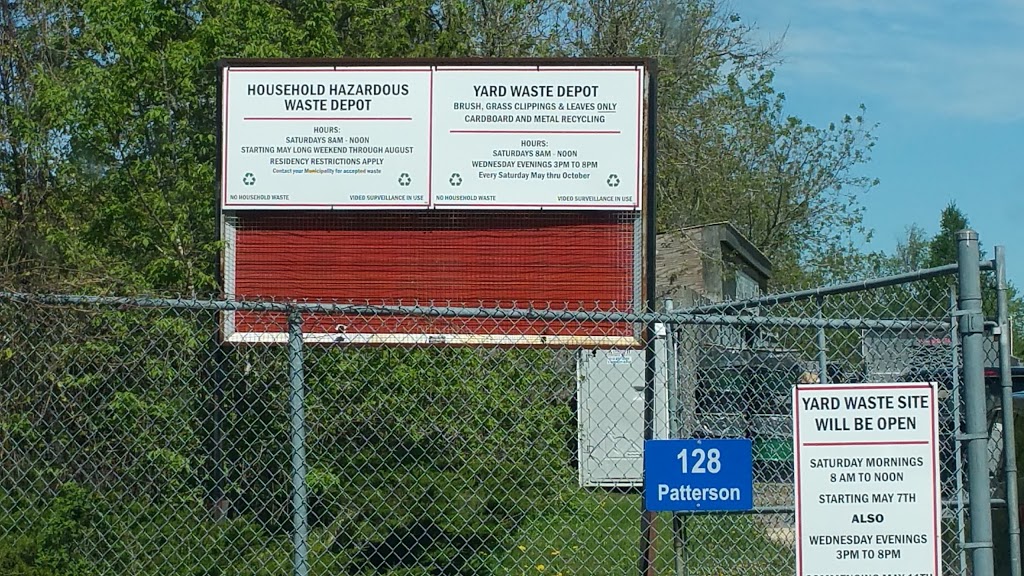 HOUSEHOLD HAZARDOUS
WASTE DEPOT
HOURS:
SATURDAYS 8AM - NOON
STARTING MAY LONG WEEKEND THROUGH AUGUST
RESIDENCY RESTRICTIONS APPLY
Contact your Municipality for accepted waste
NO HOUSEHOLD WASTE
VIDEO SURVEILLANCE IN USE
YARD WASTE DEPOT
BRUSH, GRASS CLIPPINGS & LEAVES ONLY
CARDBOARD AND METAL RECYCLING
HOURS:
SATURDAYS 8AM - NOON
WEDNESDAY EVENINGS 3PM TO 8PM
Every Saturday May thru October
NO HOUSEHOLD WASTE
VIDEO SURVEILLANCE IN USE
128
Patterson
YARD WASTE SITE
WILL BE OPEN
SATURDAY MORNINGS
8 AM TO NOON
STARTING MAY 7TH
ALSO
WEDNESDAY EVENINGS
3PM TO 8PM
COMMENCING MAY 11TH